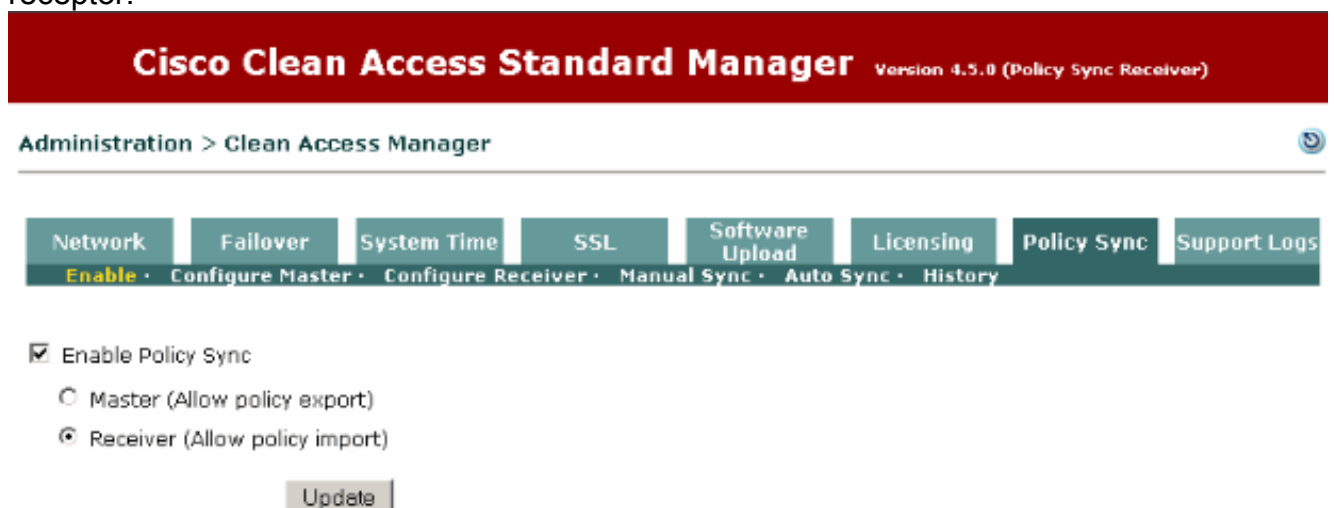 receptor.
Cisco Clean Access Standard Manager Version 4.5.0 (Policy Sync Receiver)
Administration > Clean Access Manager
Network Failover System Time SSL Software Upload Licensing Policy Sync Support Logs
Enable · Configure Master · Configure Receiver · Manual Sync · Auto Sync · History
Enable Policy Sync
Master (Allow policy export)
Receiver (Allow policy import)
Update